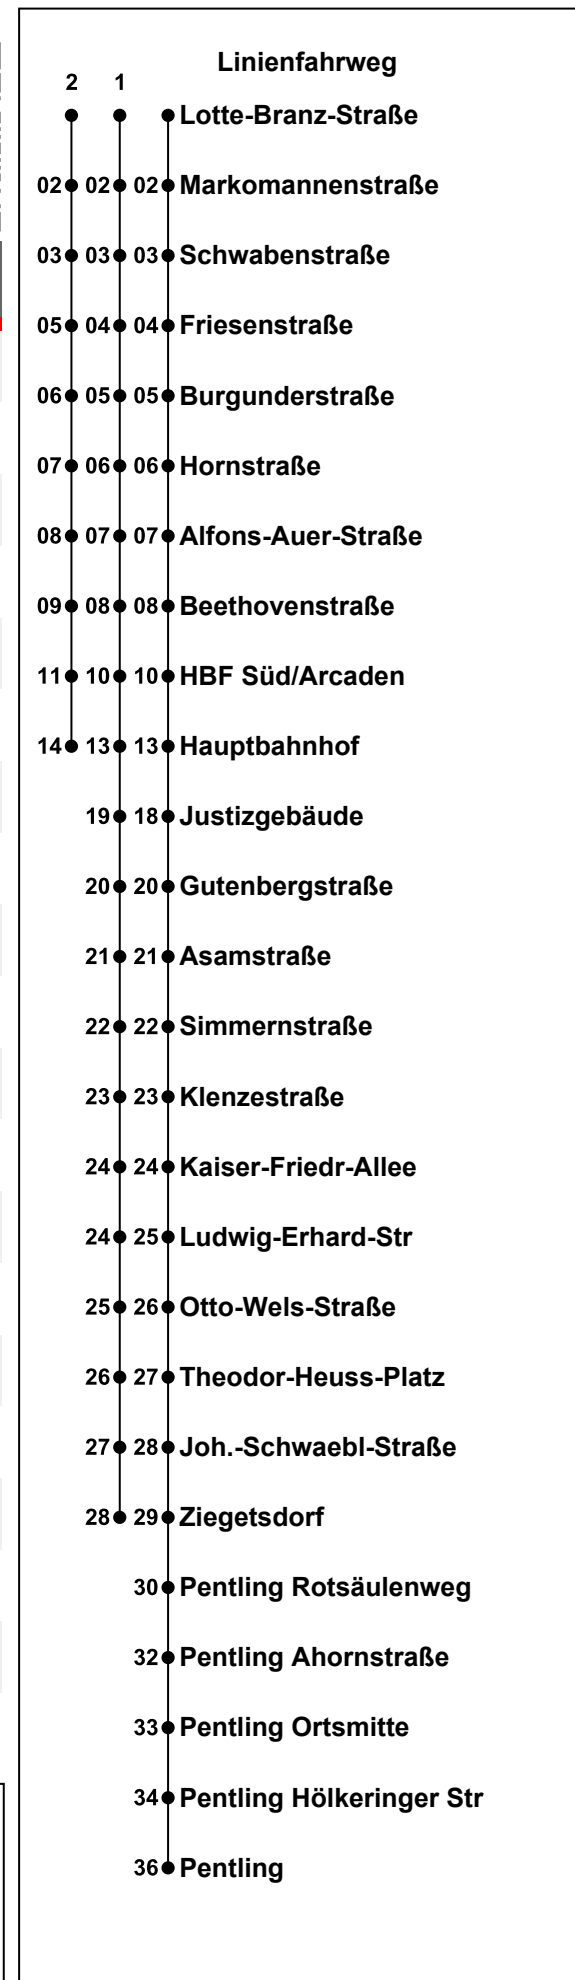 Linienfahrweg
2 1
Lotte-Branz-Straße
02 02 02 Markomannenstraße
03 03 03 Schwabenstraße
05 04 04 Friesenstraße
06 05 05 Burgunderstraße
07 06 06 Hornstraße
08 07 07 Alfons-Auer-Straße
09 08 08 Beethovenstraße
11 10 10 HBF Süd/Arcaden
14 13 13 Hauptbahnhof
19 18 Justizgebäude
20 20 Gutenbergstraße
21 21 Asamstraße
22 22 Simmernstraße
23 23 Klenzestraße
24 24 Kaiser-Friedr-Allee
24 25 Ludwig-Erhard-Str
25 26 Otto-Wels-Straße
26 27 Theodor-Heuss-Platz
27 28 Joh.-Schwaebl-Straße
28 29 Ziegetsdorf
30 Pentling Rotsäulenweg
32 Pentling Ahornstraße
33 Pentling Ortsmitte
34 Pentling Hölkeringer Str
36 Pentling